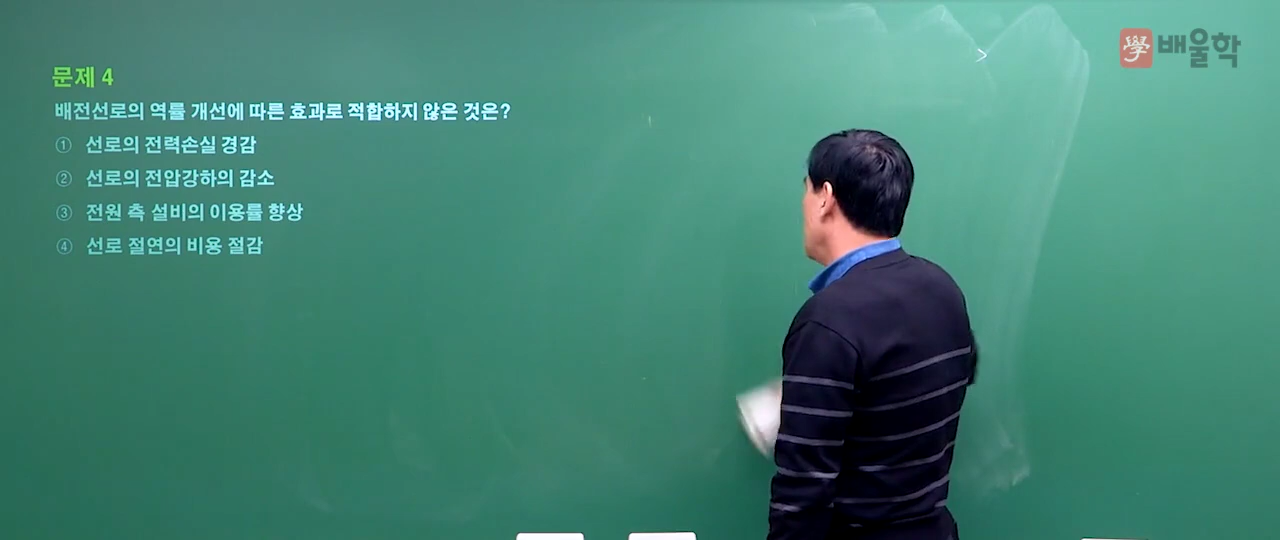 學 배울학
문제 4
배전선로의 역률 개선에 따른 효과로 적합하지 않은 것은?
① 선로의 전력손실 경감
② 선로의 전압강하의 감소
③ 전원 측 설비의 이용률 향상
④ 선로 절연의 비용 절감